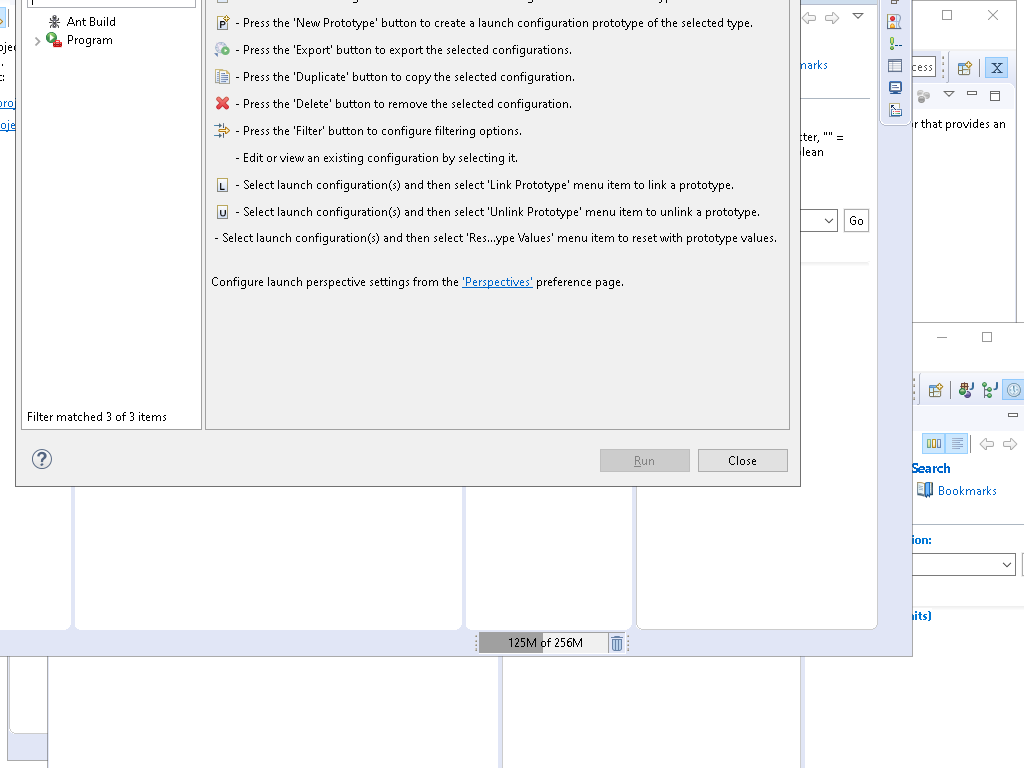 Ant Build
Program
- Press the 'New Prototype' button to create a launch configuration prototype of the selected type.
- Press the 'Export' button to export the selected configurations.
- Press the 'Duplicate' button to copy the selected configuration.
- Press the 'Delete' button to remove the selected configuration.
- Press the 'Filter' button to configure filtering options.
- Edit or view an existing configuration by selecting it.
- Select launch configuration(s) and then select 'Link Prototype' menu item to link a prototype.
- Select launch configuration(s) and then select 'Unlink Prototype' menu item to unlink a prototype.
- Select launch configuration(s) and then select 'Res...ype Values' menu item to reset with prototype values.
Configure launch perspective settings from the 'Perspectives' preference page.
Filter matched 3 of 3 items
Run
Close
marks
cess
r that provides an
ter, "" =
lean
Go
Search
Bookmarks
ion:
its)
125M of 256M